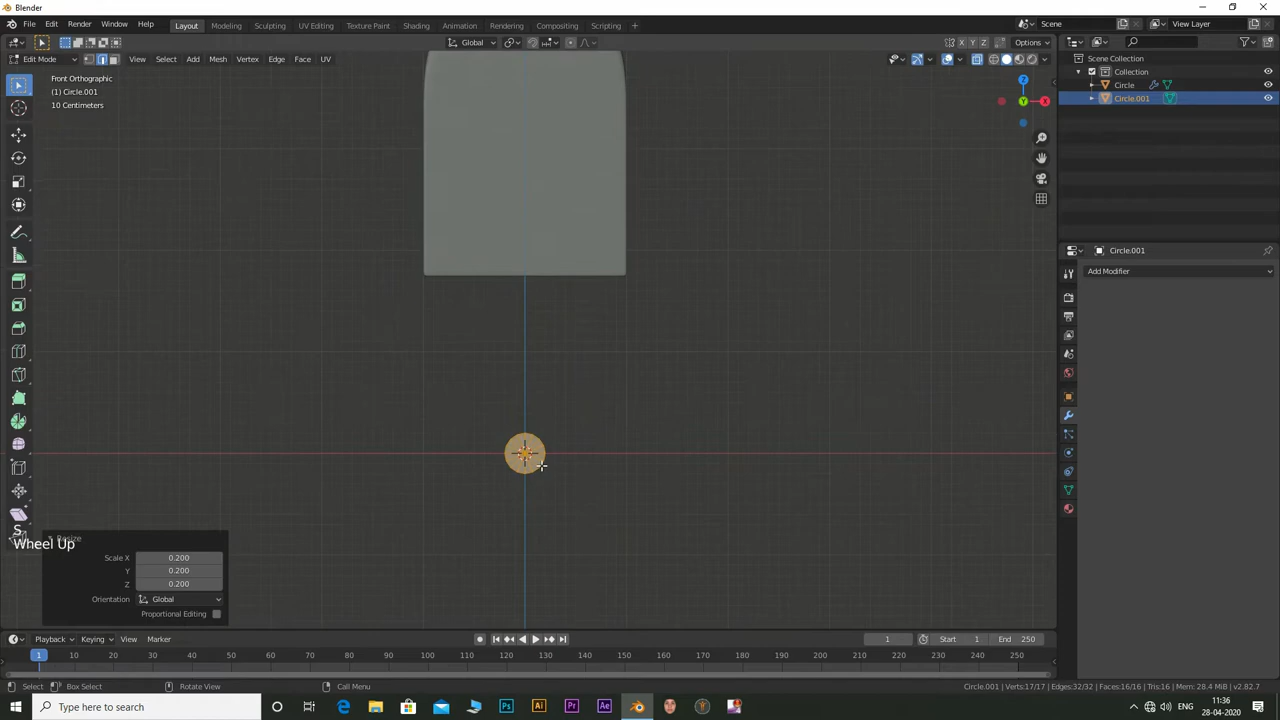 Blender
File Edit Render Window Help Layout Modeling Sculpting UV Editing Texture Paint Shading Animation Rendering Compositing Scripting + Scene View Layer
Global X Y Z Options
Edit Mode View Select Add Mesh Vertex Edge Face UV
Front Orthographic
(1) Circle.001
10 Centimeters
Z
Y X
Scene Collection
Collection
Circle
Circle.001
Circle.001
Add Modifier
S
Wheel Up
Resize
Scale X 0.200
Y 0.200
Z 0.200
Orientation Global
Proportional Editing
Playback Keying View Marker 1 Start 1 End 250
1 10 20 30 40 50 60 70 80 90 100 110 120 130 140 150 160 170 180 190 200 210 220 230 240 250
Select Box Select Rotate View Call Menu Circle.001 | Verts:17/17 | Edges:32/32 | Faces:16/16 | Tris:16 | Mem: 28.4 MiB | v2.82.7
Type here to search Ps Ai Pr Ae ENG 11:36
28-04-2020